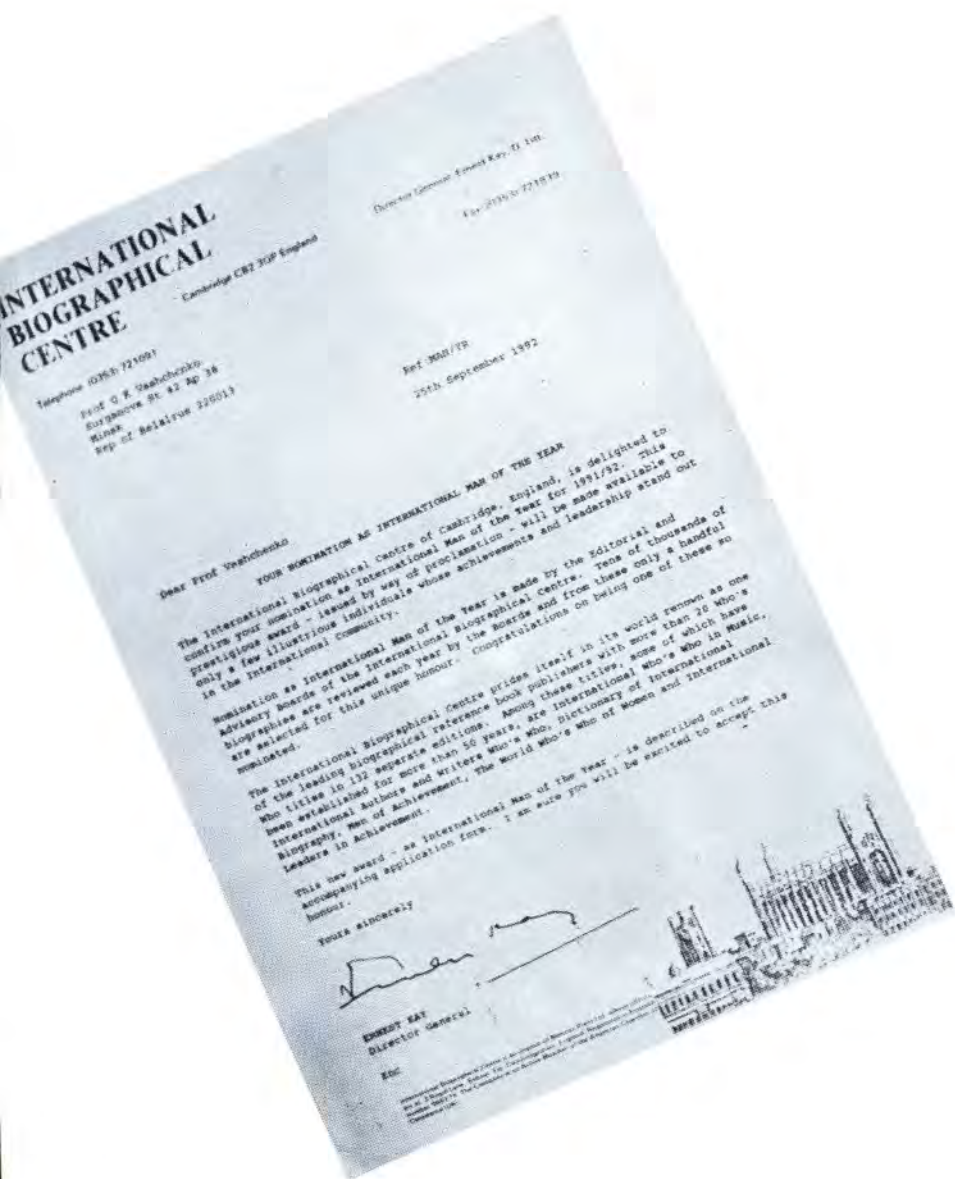 INTERNATIONAL
BIOGRAPHICAL
CENTRE
Cambridge CB2 3QP England
Director General: Ernest Kay, D. Litt.
Telephone (0353) 721091
Prof G K Vashchenko
Surganova St 42 Ap 38
Minsk
Rep of Belairus 225013
Ref MAN/YR
25th September 1992
Dear Prof Vashchenko
YOUR NOMINATION AS INTERNATIONAL MAN OF THE YEAR
The International Biographical Centre of Cambridge, England, is delighted to
confirm your nomination as International Man of the Year for 1991/92. This
prestigious award - issued by way of proclamation - will be made available to
only a few illustrious individuals whose achievements and leadership stand out
in the International Community.
Nomination as International Man of the Year is made by the Editorial and
Advisory Boards of the International Biographical Centre. Tens of thousands of
biographies are reviewed each year by the Boards and from these only a handful
are selected for this unique honour. Congratulations on being one of these so
nominated.
The International Biographical Centre prides itself in its world renown as one
of the leading biographical reference book publishers with more than 20 Who's
Who titles in 132 separate editions. Among these titles, some of which have
been established for more than 50 years, are International Who's Who in Music,
International Authors and Writers Who's Who, Dictionary of International
Biography, Men of Achievement, The World Who's Who of Women and International
Leaders in Achievement.
This new award - as International Man of the Year - is described on the
accompanying application form. I am sure you will be excited to accept this
honour.
Yours sincerely
ERNEST KAY
Director General
Enc